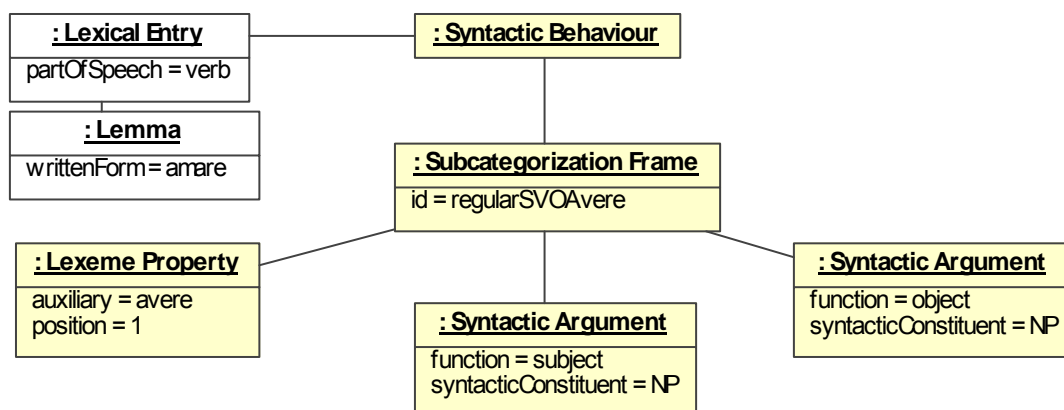 : Lexical Entry
partOfSpeech = verb
: Syntactic Behaviour
: Lemma
writtenForm = amare
: Subcategorization Frame
id = regularSVOAvere
: Lexeme Property
auxiliary = avere
position = 1
: Syntactic Argument
function = subject
syntacticConstituent = NP
: Syntactic Argument
function = object
syntacticConstituent = NP